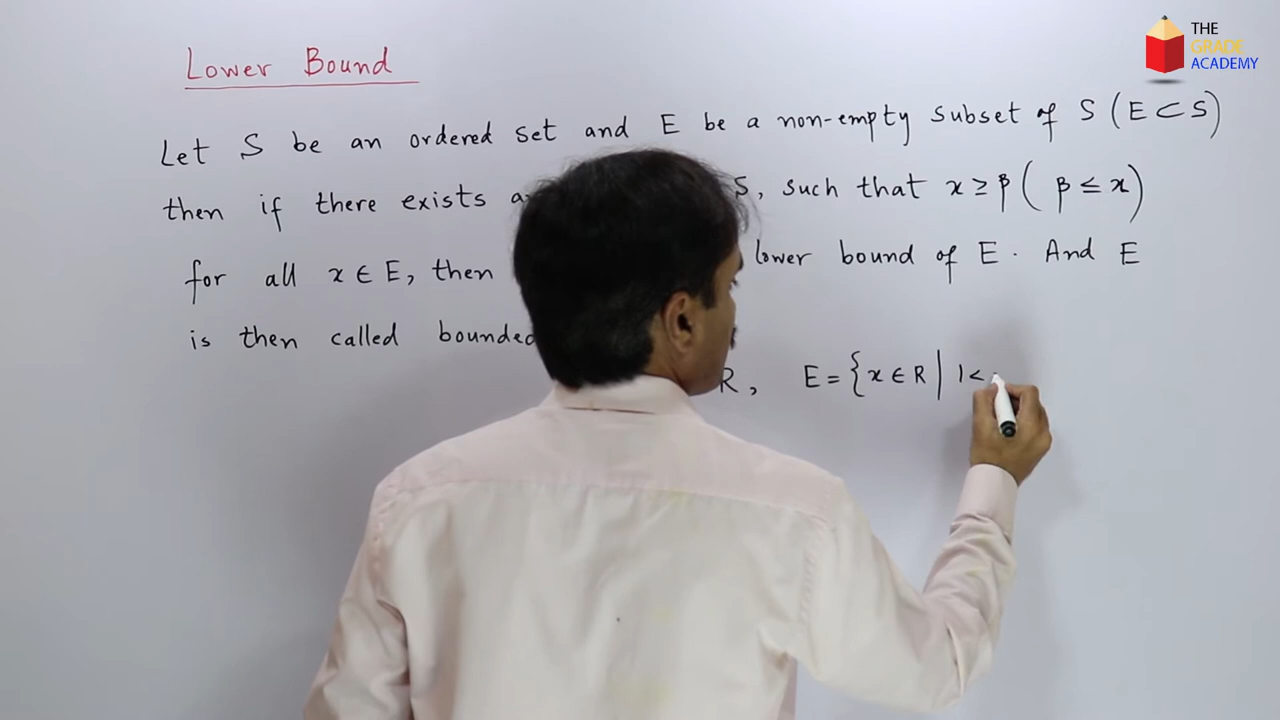 THE
GRADE
ACADEMY
Lower Bound
Let S be an ordered set and E be a non-empty subset of S (E ⊂ S)
then if there exists S, such that x ≥ β ( β ≤ x )
for all x ∈ E, then lower bound of E. And E
is then called bounded
R, E = { x ∈ R | 1 <